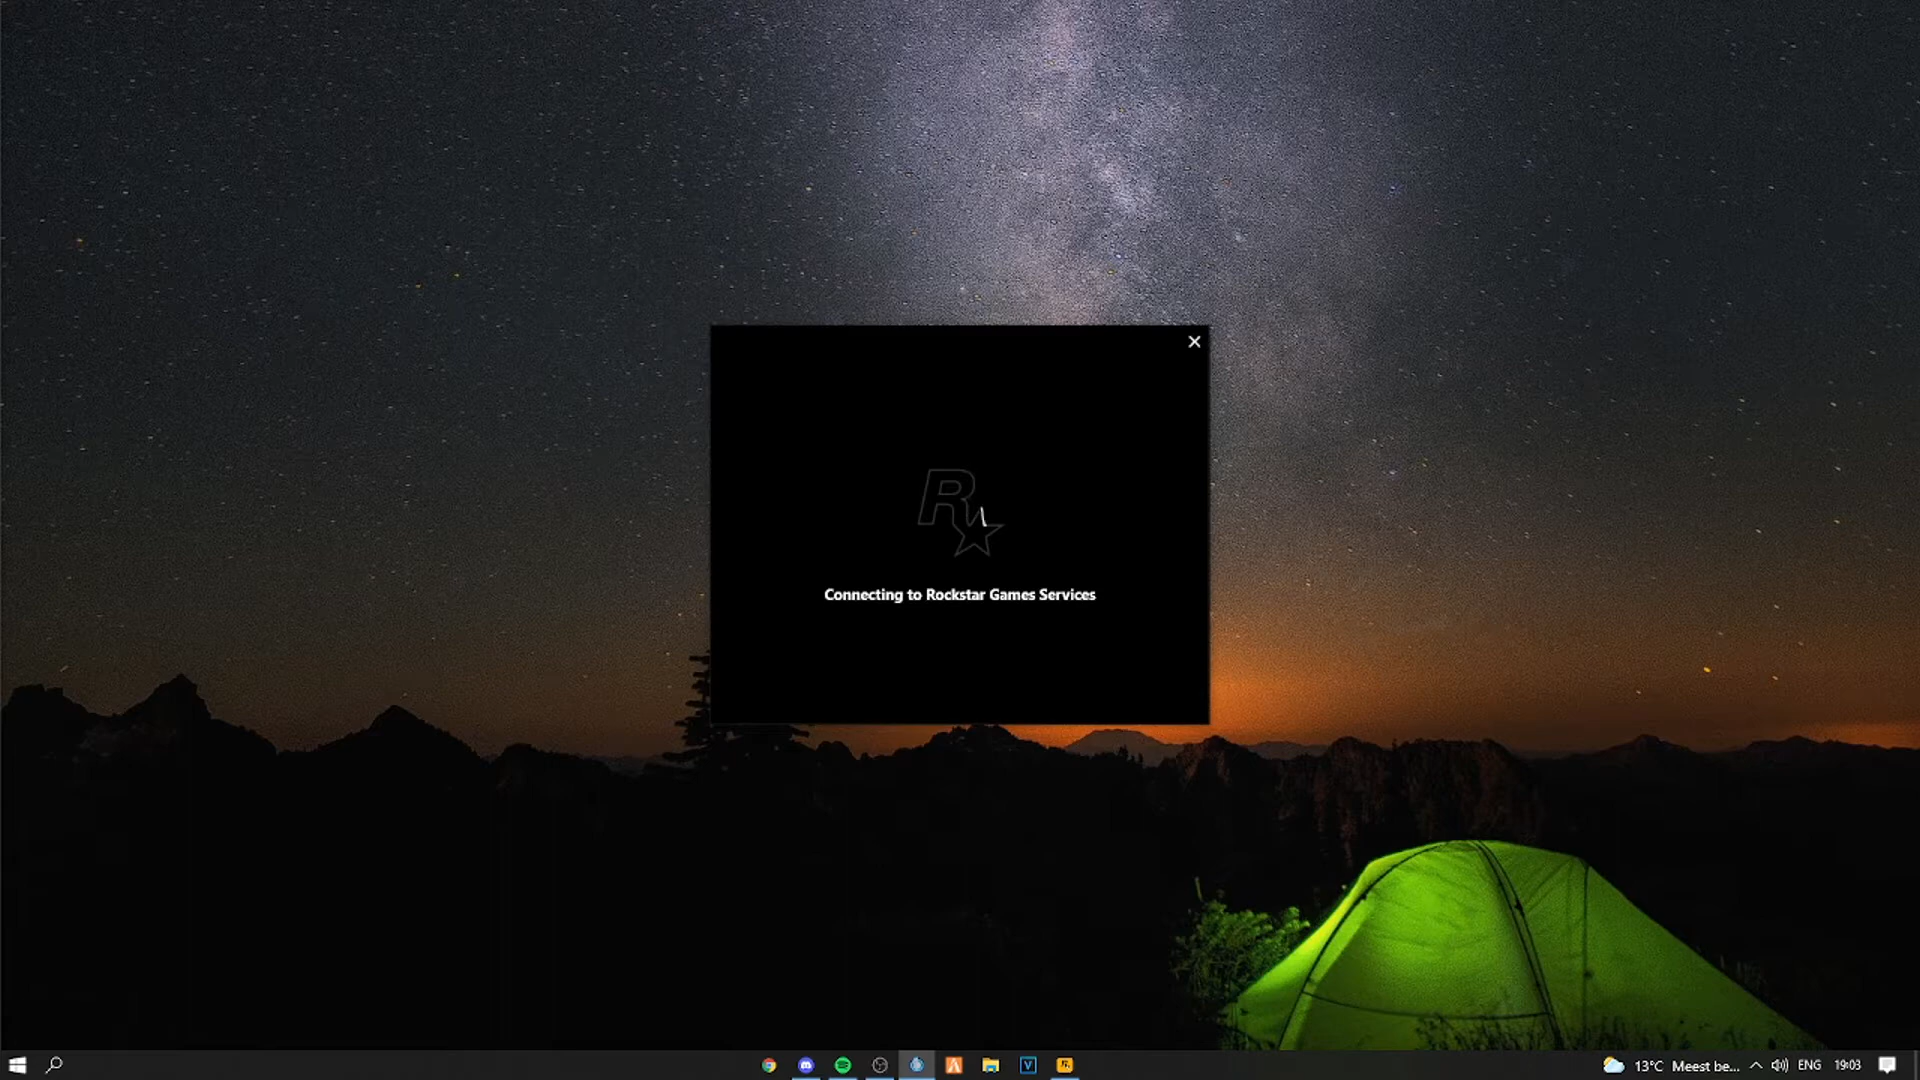 Connecting to Rockstar Games Services
13°C Meest be... ENG 19:03